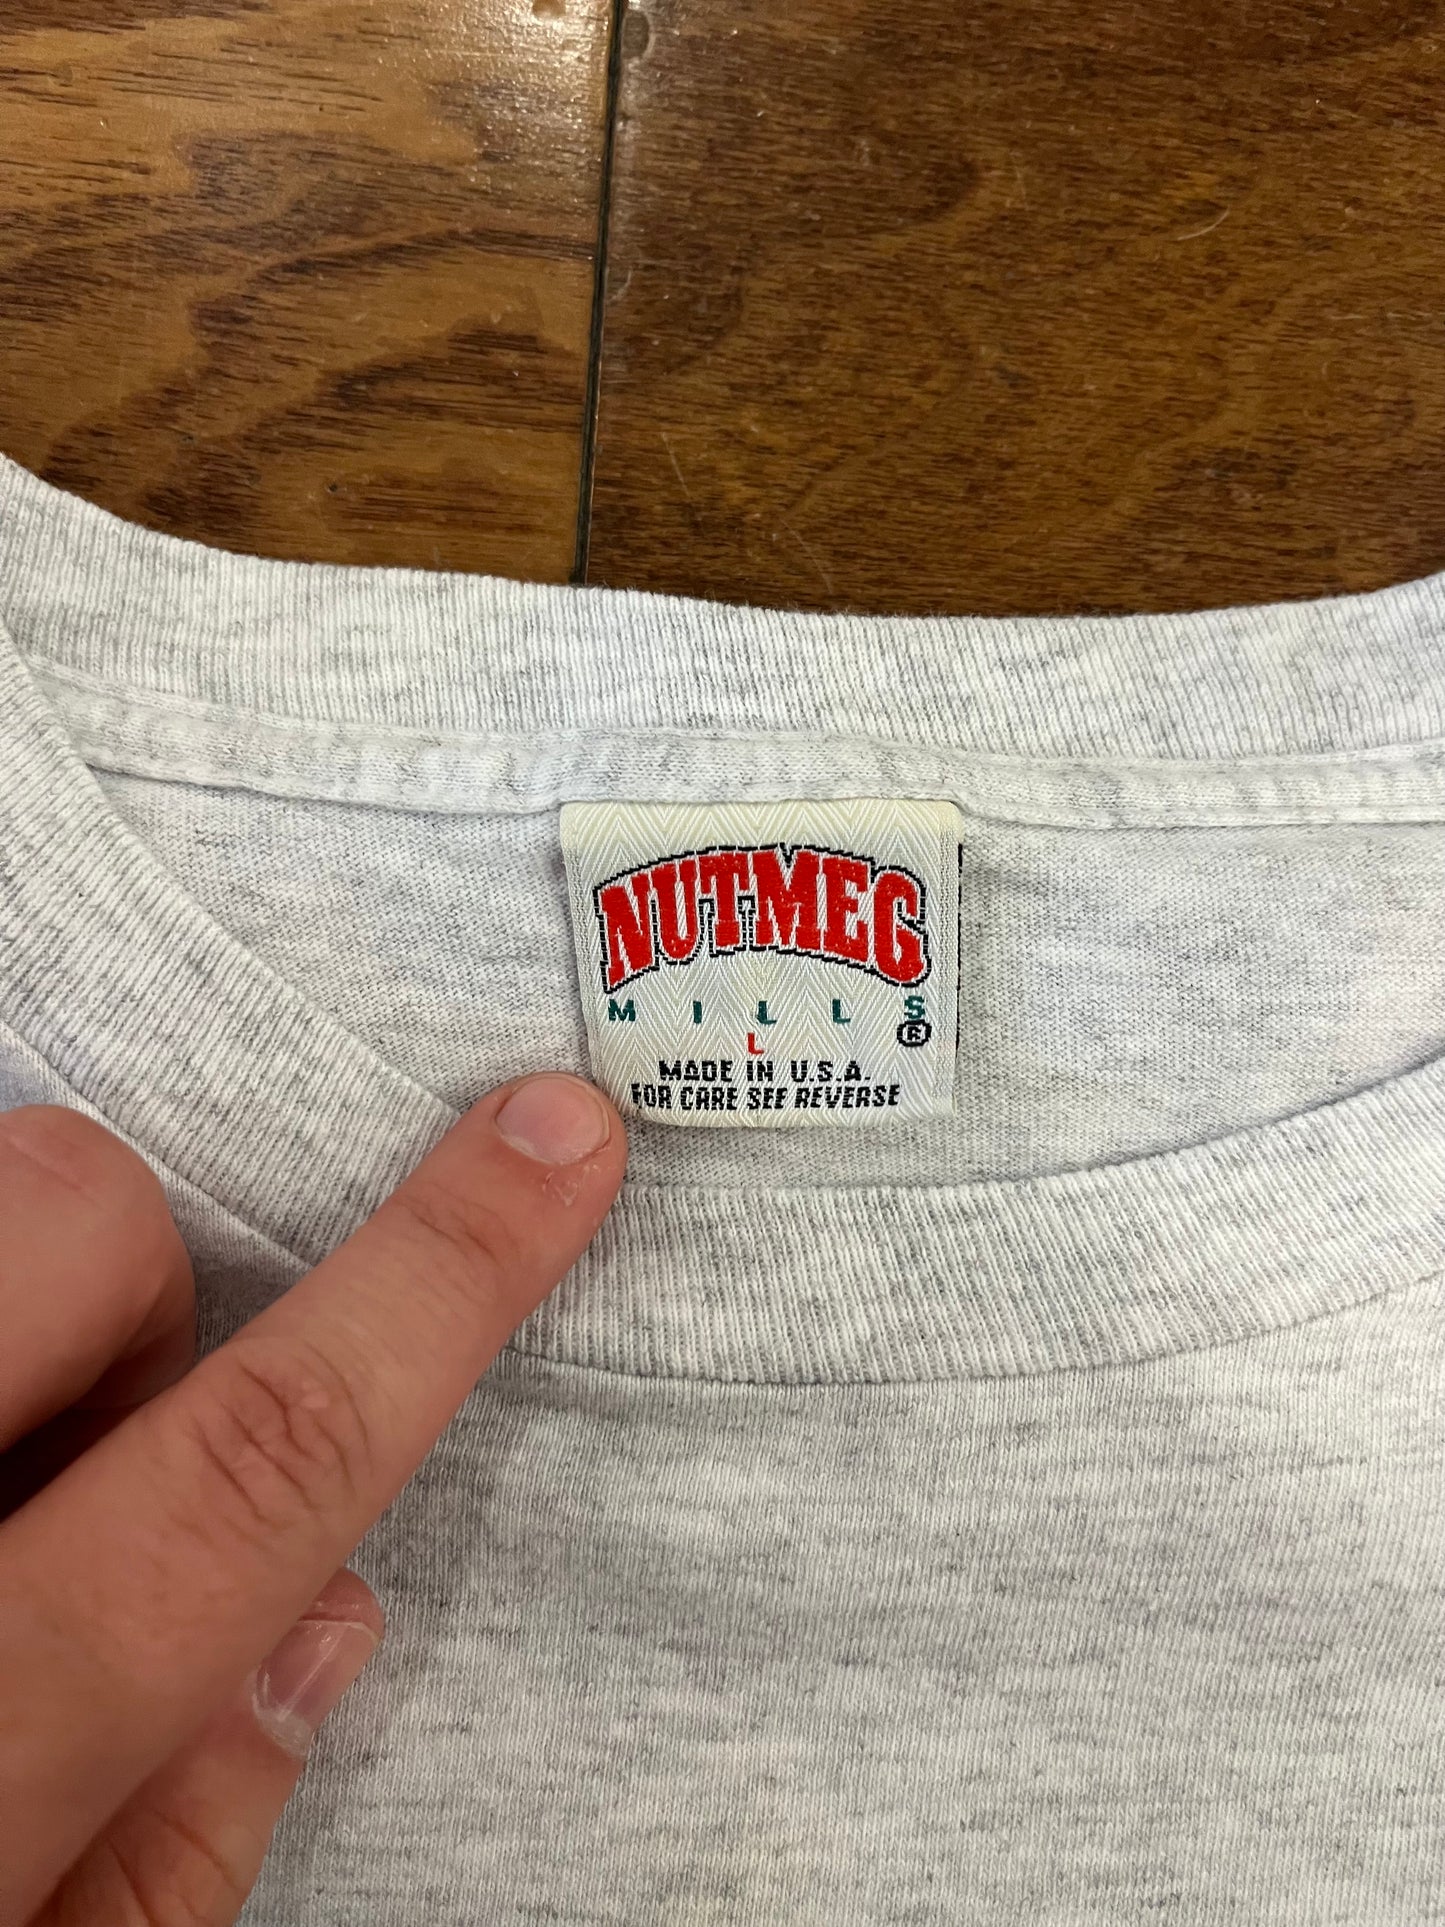 NUTMEG
MILLS
®
L
MADE IN U.S.A.
FOR CARE SEE REVERSE